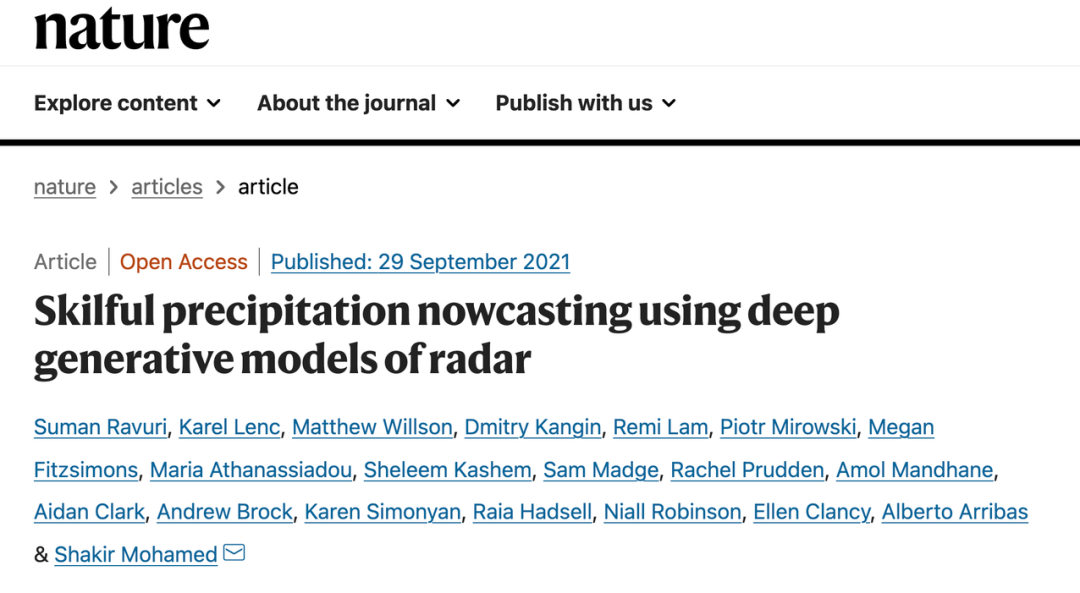 nature
Explore content About the journal Publish with us
nature > articles > article
Article | Open Access | Published: 29 September 2021
Skilful precipitation nowcasting using deep
generative models of radar
Suman Ravuri, Karel Lenc, Matthew Willson, Dmitry Kangin, Remi Lam, Piotr Mirowski, Megan
Fitzsimons, Maria Athanassiadou, Sheleem Kashem, Sam Madge, Rachel Prudden, Amol Mandhane,
Aidan Clark, Andrew Brock, Karen Simonyan, Raia Hadsell, Niall Robinson, Ellen Clancy, Alberto Arribas
& Shakir Mohamed